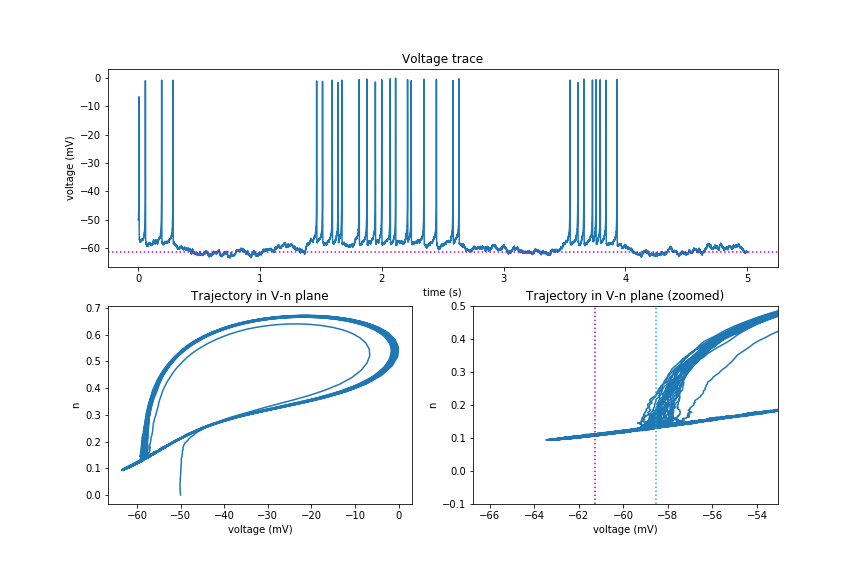 Voltage trace
voltage (mV)
0
−10
−20
−30
−40
−50
−60
0 1 2 3 4 5
time (s)
Trajectory in V-n plane
n
0.7
0.6
0.5
0.4
0.3
0.2
0.1
0.0
−60 −50 −40 −30 −20 −10 0
voltage (mV)
Trajectory in V-n plane (zoomed)
n
0.5
0.4
0.3
0.2
0.1
0.0
−0.1
−66 −64 −62 −60 −58 −56 −54
voltage (mV)